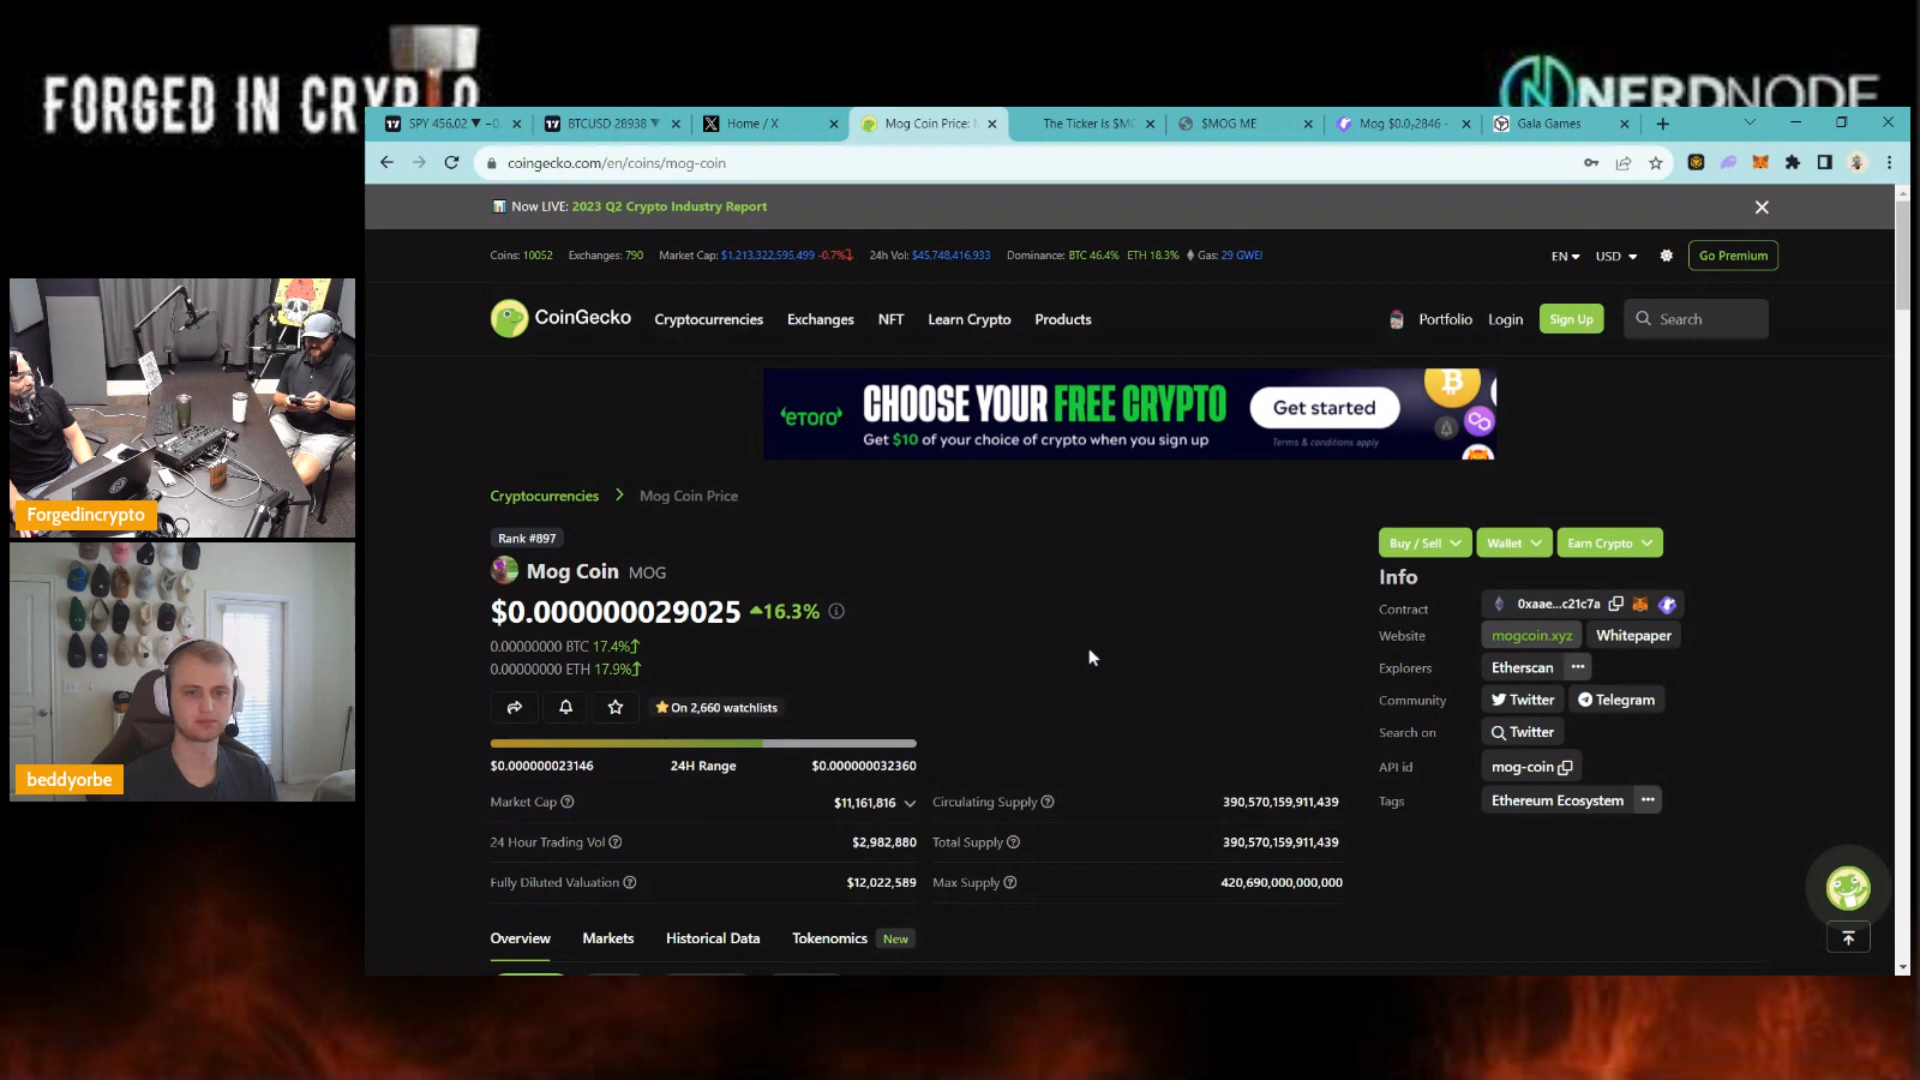 FORGED IN CRYPTO
NERDNODE
SPY 456.02 ▼ −0
BTCUSD 28938 ▼
Home / X
Mog Coin Price:
The Ticker Is $MO
$MOG ME
Mog $0.0₇2846 -
Gala Games
coingecko.com/en/coins/mog-coin
Now LIVE: 2023 Q2 Crypto Industry Report
Coins: 10052 Exchanges: 790 Market Cap: $1,213,322,595,499 -0.7% 24h Vol: $45,748,416,933 Dominance: BTC 46.4% ETH 18.3% Gas: 29 GWEI
EN USD Go Premium
CoinGecko Cryptocurrencies Exchanges NFT Learn Crypto Products
Portfolio Login Sign Up Search
eToro
CHOOSE YOUR FREE CRYPTO
Get $10 of your choice of crypto when you sign up
Get started
Terms & conditions apply
Cryptocurrencies > Mog Coin Price
Rank #897
Mog Coin MOG
$0.000000029025 16.3%
0.00000000 BTC 17.4%
0.00000000 ETH 17.9%
On 2,660 watchlists
$0.000000023146 24H Range $0.000000032360
Market Cap $11,161,816
Circulating Supply 390,570,159,911,439
24 Hour Trading Vol $2,982,880
Total Supply 390,570,159,911,439
Fully Diluted Valuation $12,022,589
Max Supply 420,690,000,000,000
Overview Markets Historical Data Tokenomics New
Buy / Sell Wallet Earn Crypto
Info
Contract 0xaae...c21c7a
Website mogcoin.xyz Whitepaper
Explorers Etherscan ···
Community Twitter Telegram
Search on Twitter
API id mog-coin
Tags Ethereum Ecosystem ···
Forgedincrypto
beddyorbe